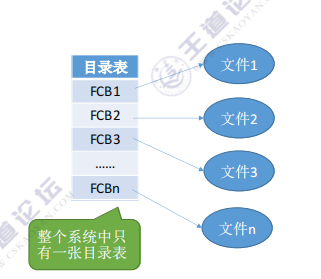 王道论坛
CSKAOYAN.COM
目录表
FCB1
FCB2
FCB3
......
FCBn
文件1
文件2
文件3
文件n
整个系统中只
有一张目录表
道论坛